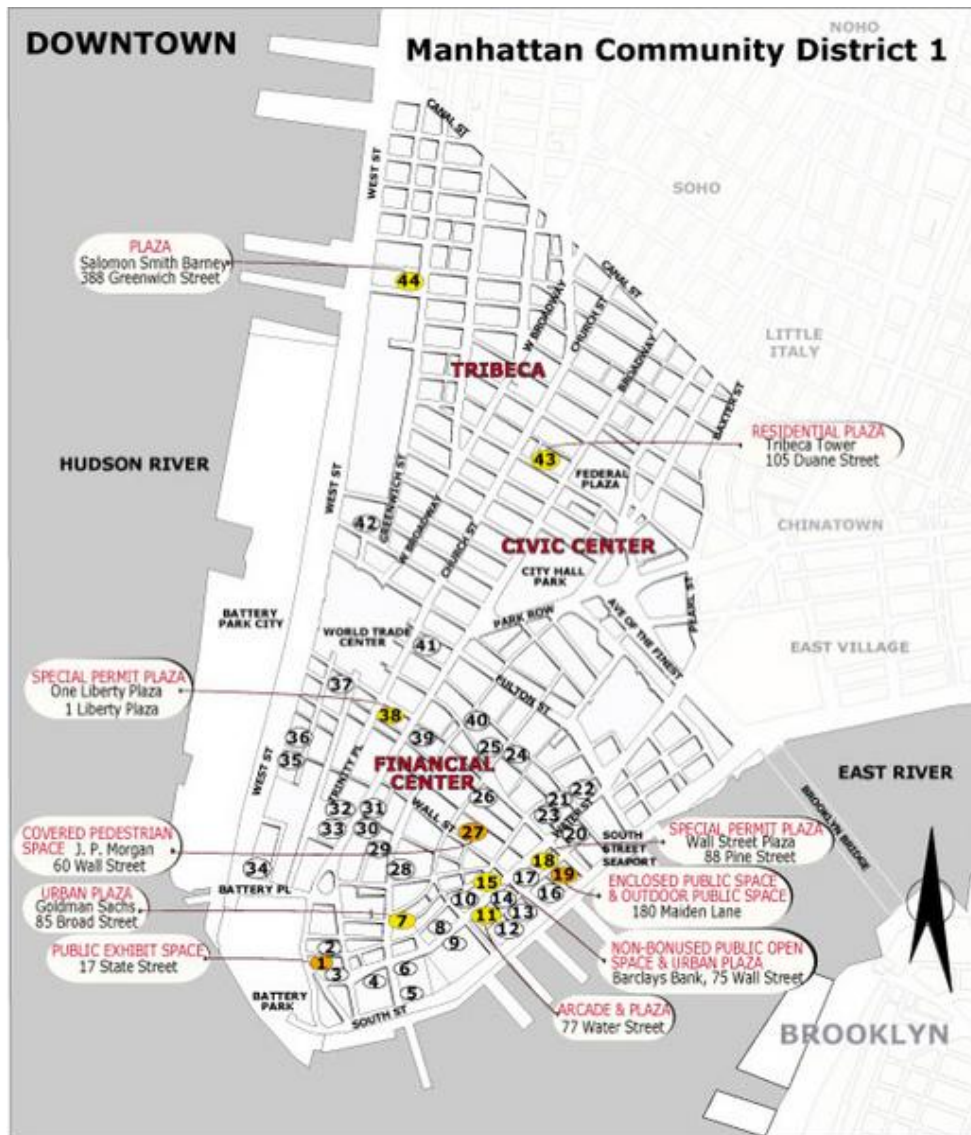 DOWNTOWN
Manhattan Community District 1
NOHO
CANAL ST
WEST ST
SOHO
PLAZA
Salomon Smith Barney
388 Greenwich Street
44
CANAL ST
W BROADWAY
CHURCH ST
BROADWAY
LITTLE
ITALY
TRIBECA
BAXTER ST
RESIDENTIAL PLAZA
Tribeca Tower
105 Duane Street
43
HUDSON RIVER
FEDERAL
PLAZA
WEST ST
GREENWICH ST
W BROADWAY
CHURCH ST
42
CHINATOWN
CIVIC CENTER
CITY HALL
PARK
PEARL ST
BATTERY
PARK CITY
PARK ROW
AVE OF THE FINEST
WORLD TRADE
CENTER
41
EAST VILLAGE
SPECIAL PERMIT PLAZA
One Liberty Plaza
1 Liberty Plaza
37
FULTON ST
38
40
36
39
25
24
35
WEST ST
TRINITY PL
FINANCIAL
CENTER
EAST RIVER
BROOKLYN BRIDGE
26
22
21
23
WATER ST
32
31
WALL ST
33
30
27
20
SOUTH
STREET
SEAPORT
COVERED PEDESTRIAN
SPACE J. P. Morgan
60 Wall Street
29
SPECIAL PERMIT PLAZA
Wall Street Plaza
88 Pine Street
34
28
18
BATTERY PL
15
17
19
ENCLOSED PUBLIC SPACE
& OUTDOOR PUBLIC SPACE
180 Maiden Lane
URBAN PLAZA
Goldman Sachs
85 Broad Street
10
14
16
7
11
13
8
12
9
PUBLIC EXHIBIT SPACE
17 State Street
2
1
3
6
4
5
NON-BONUSED PUBLIC OPEN
SPACE & URBAN PLAZA
Barclays Bank, 75 Wall Street
BATTERY
PARK
SOUTH ST
ARCADE & PLAZA
77 Water Street
BROOKLYN